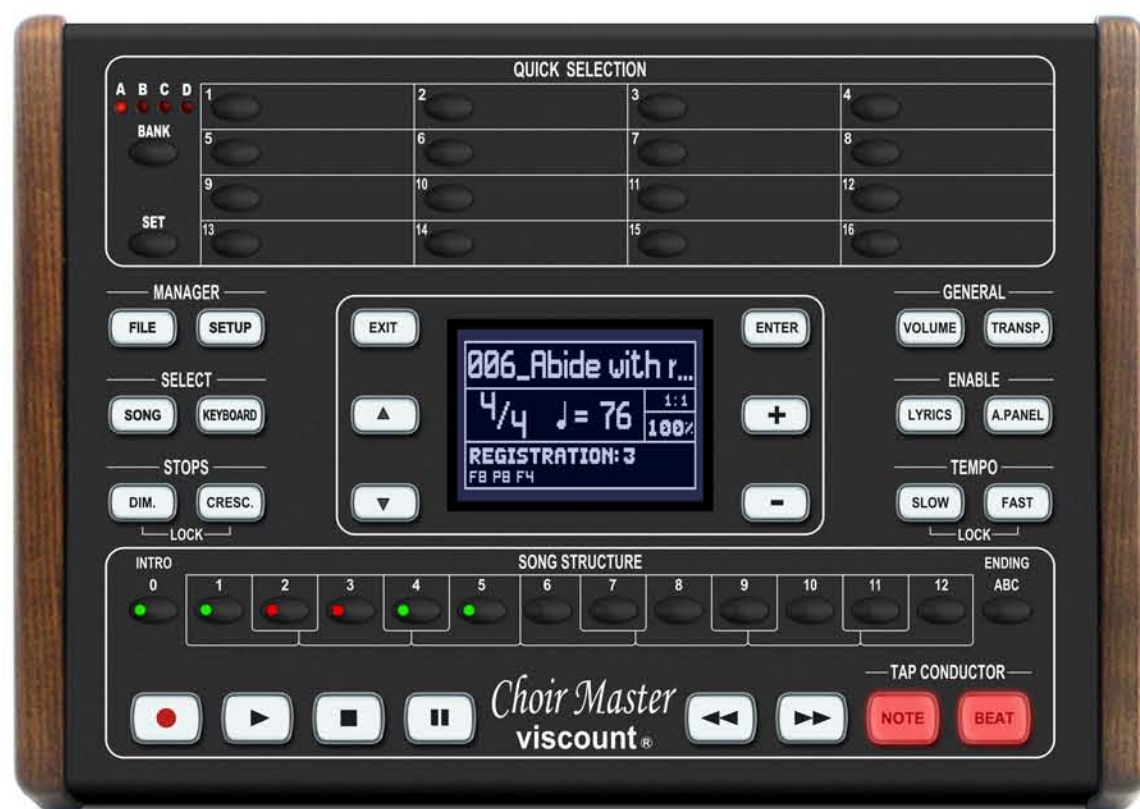 QUICK SELECTION
A B C D
1 2 3 4
BANK
5 6 7 8
9 10 11 12
SET
13 14 15 16
MANAGER
FILE SETUP
SELECT
SONG KEYBOARD
STOPS
DIM. CRESC.
LOCK
EXIT
ENTER
006_Abide with r...
4/4 ♩= 76 1:1
100%
REGISTRATION: 3
F8 P8 F4
+
-
GENERAL
VOLUME TRANSP.
ENABLE
LYRICS A.PANEL
TEMPO
SLOW FAST
LOCK
INTRO SONG STRUCTURE ENDING
0 1 2 3 4 5 6 7 8 9 10 11 12 ABC
TAP CONDUCTOR
NOTE BEAT
Choir Master
viscount ®